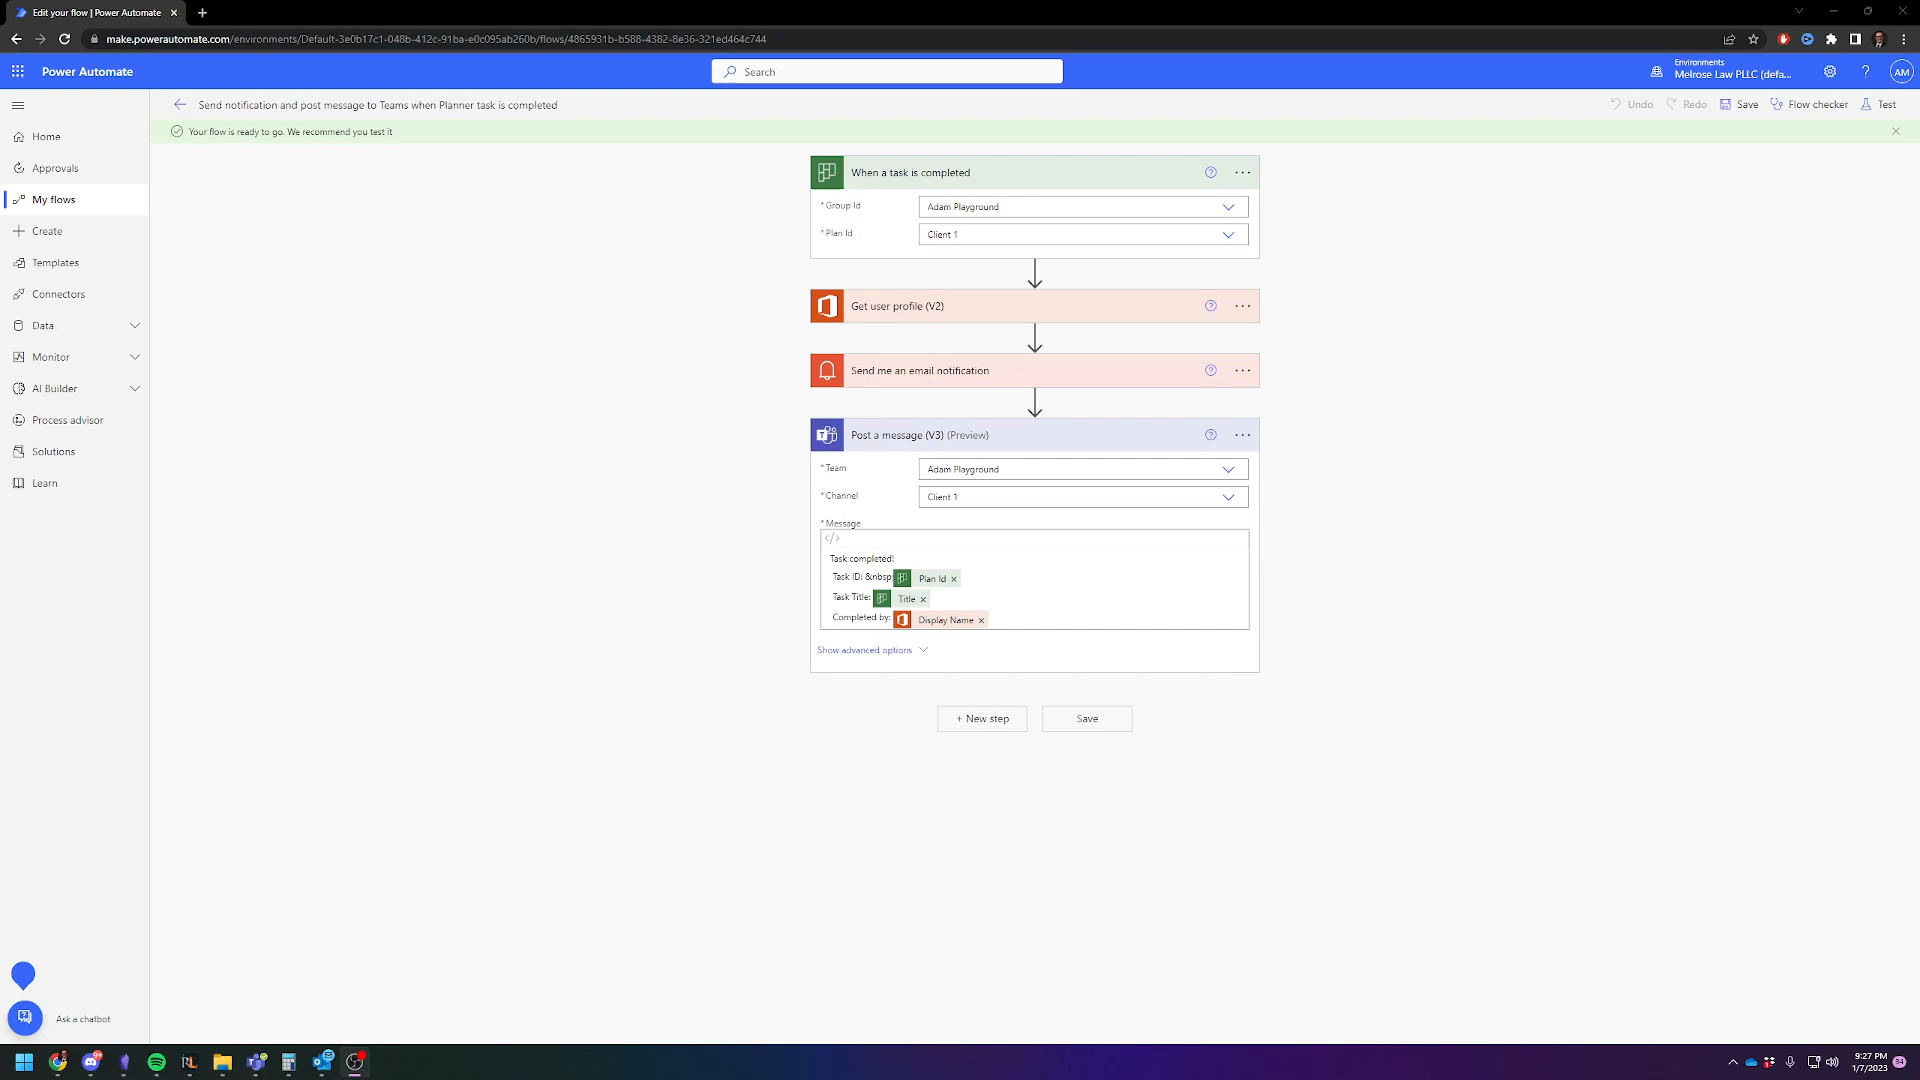 Edit your flow | Power Automate
make.powerautomate.com/environments/Default-3e0b17c1-048b-412c-91ba-e0c095ab260b/flows/4865931b-b588-4382-8e36-321ed464c744
Power Automate
Search
Environments
Melrose Law PLLC (defa...
AM
Send notification and post message to Teams when Planner task is completed
Undo
Redo
Save
Flow checker
Test
Your flow is ready to go. We recommend you test it
Home
Approvals
My flows
Create
Templates
Connectors
Data
Monitor
AI Builder
Process advisor
Solutions
Learn
When a task is completed
* Group Id
Adam Playground
* Plan Id
Client 1
Get user profile (V2)
Send me an email notification
Post a message (V3) (Preview)
* Team
Adam Playground
* Channel
Client 1
* Message
</>
Task completed!
Task ID: &nbsp; Plan Id ×
Task Title: Title ×
Completed by: Display Name ×
Show advanced options
+ New step
Save
Ask a chatbot
9:27 PM
1/7/2023
34